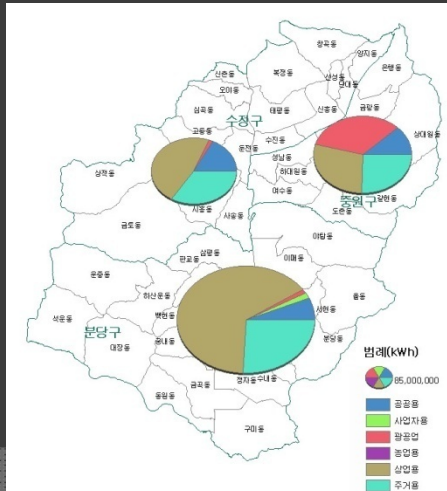 창곡동
양지동
신촌동
복정동
은행동
오야동
산성동
단대동
심곡동
태평동
신흥동
금광동
수정구
고등동
상대원동
둔전동
수진동
성남동
상적동
하대원동
갈현동
여수동
중원구
시흥동
사송동
도촌동
금토동
야탑동
삼평동
판교동
이매동
운중동
하산운동
율동
백현동
서현동
석운동
분당구
대장동
분당동
궁내동
정자동
수내동
금곡동
동원동
구미동
범례(kWh)
85,000,000
공공용
사업자용
광공업
농업용
상업용
주거용